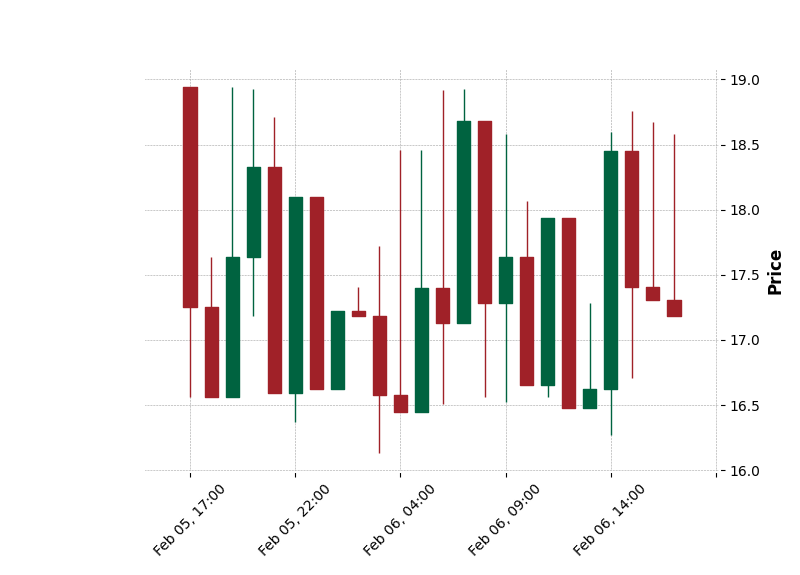 19.0
18.5
18.0
17.5
17.0
16.5
16.0
Price
Feb 05, 17:00
Feb 05, 22:00
Feb 06, 04:00
Feb 06, 09:00
Feb 06, 14:00